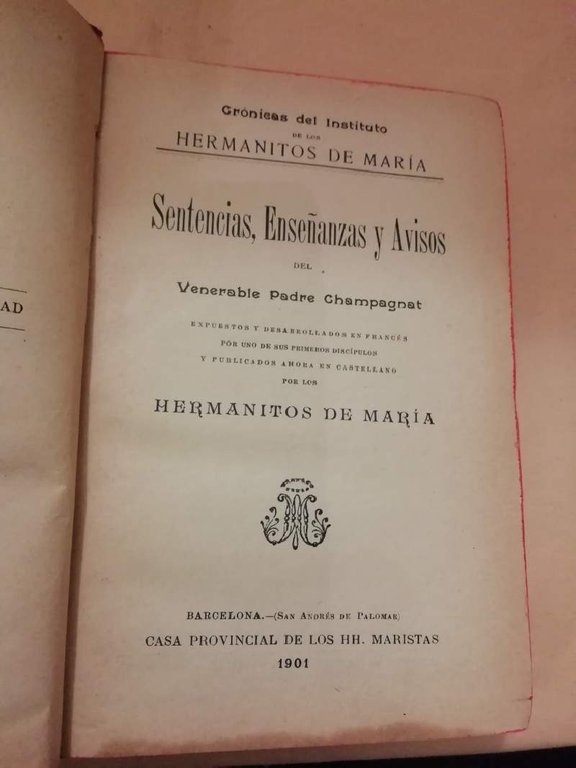 AD
Crónicas del Instituto
DE LOS
HERMANITOS DE MARÍA
Sentencias, Enseñanzas y Avisos
DEL
Venerable Padre Champagnat
EXPUESTOS Y DESARROLLADOS EN FRANCÉS
POR UNO DE SUS PRIMEROS DISCÍPULOS
Y PUBLICADOS AHORA EN CASTELLANO
POR LOS
HERMANITOS DE MARÍA
BARCELONA.—(SAN ANDRÉS DE PALOMAR)
CASA PROVINCIAL DE LOS HH. MARISTAS
1901